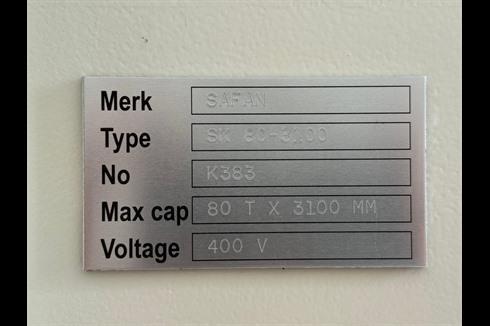 Merk SAFAN
Type SK 80-3100
No K383
Max cap 80 T X 3100 MM
Voltage 400 V